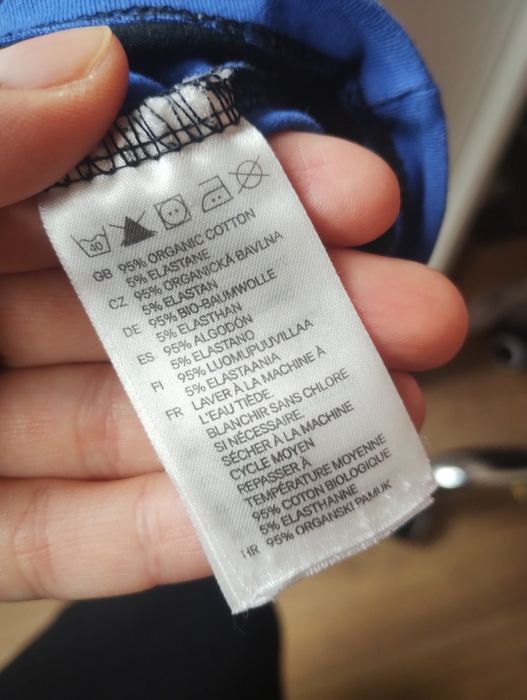 40
GB 95% ORGANIC COTTON
5% ELASTANE
CZ 95% ORGANICKÁ BAVLNA
5% ELASTAN
DE 95% BIO-BAUMWOLLE
5% ELASTHAN
ES 95% ALGODÓN
5% ELASTANO
FI 95% LUOMUPUUVILLAA
5% ELASTAANIA
FR LAVER À LA MACHINE À
L'EAU TIÈDE.
BLANCHIR SANS CHLORE
SI NÉCESSAIRE.
SÉCHER À LA MACHINE
CYCLE MOYEN
REPASSER À
TEMPÉRATURE MOYENNE
95% COTON BIOLOGIQUE
5% ELASTHANNE
HR 95% ORGANSKI PAMUK